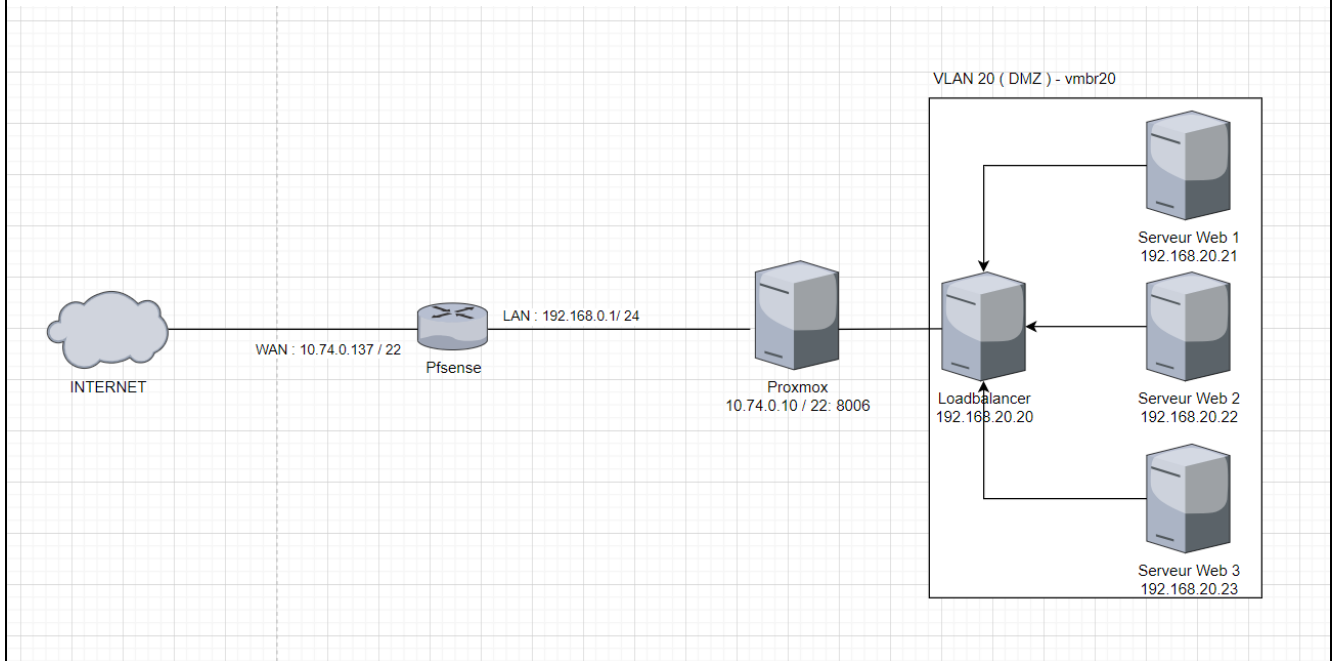 VLAN 20 ( DMZ ) - vmbr20
Serveur Web 1
192.168.20.21
LAN : 192.168.0.1/ 24
WAN : 10.74.0.137 / 22
Pfsense
INTERNET
Proxmox
10.74.0.10 / 22: 8006
Loadbalancer
192.168.20.20
Serveur Web 2
192.168.20.22
Serveur Web 3
192.168.20.23